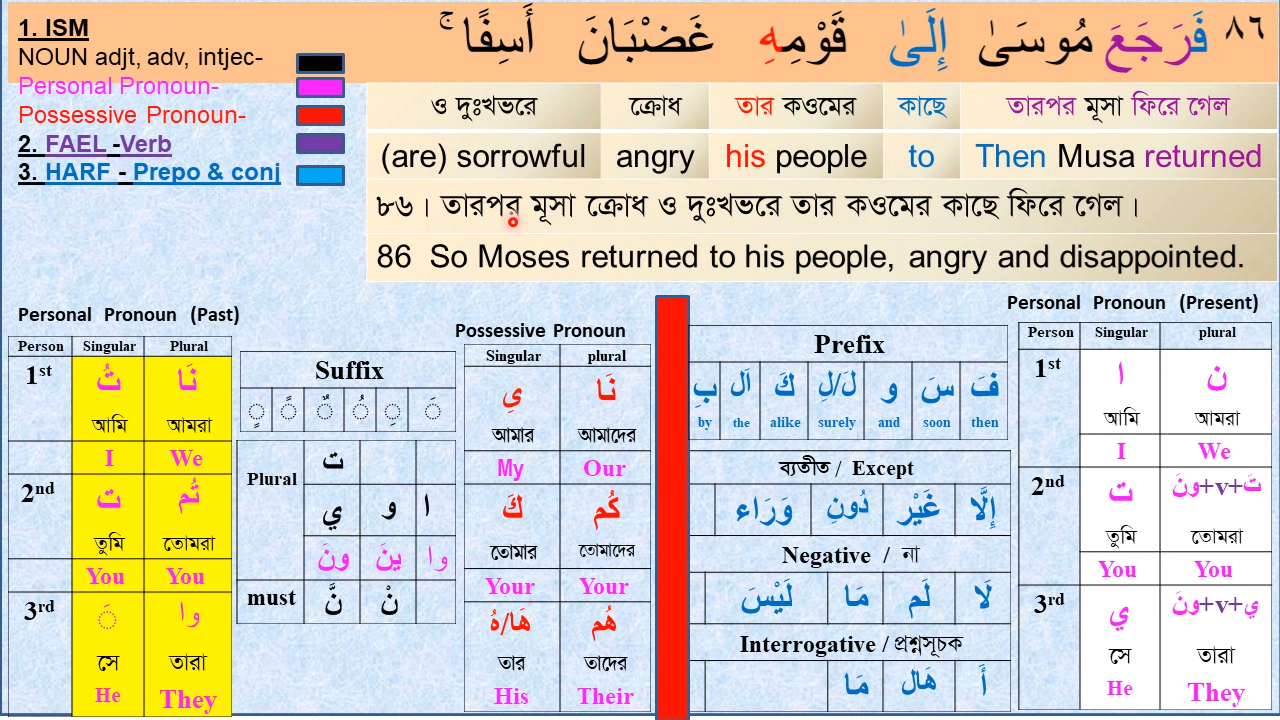 1. ISM
NOUN adjt, adv, intjec-
Personal Pronoun-
Possessive Pronoun-
2. FAEL -Verb
3. HARF - Prepo & conj
٨٦ فَرَجَعَ مُوسَىٰ إِلَىٰ قَوْمِهِ غَضْبَانَ أَسِفًا ۚ
ও দুঃখভরে ক্রোধ তার কওমের কাছে তারপর মূসা ফিরে গেল
(are) sorrowful angry his people to Then Musa returned
৮৬। তারপর মূসা ক্রোধ ও দুঃখভরে তার কওমের কাছে ফিরে গেল।
86 So Moses returned to his people, angry and disappointed.
Personal Pronoun (Past)
Person Singular Plural
1st تُ نَا
আমি আমরা
I We
2nd ت تُم
তুমি তোমরা
You You
3rd َ وا
সে তারা
He They
Suffix
ٍ ً ٌ ُ ِ َ
Plural ت
ي و ا
ونَ ينَ وا
must نَّ نْ
Possessive Pronoun
Singular plural
يِ نَا
আমার আমাদের
My Our
كَ كُم
তোমার তোমাদের
Your Your
هَا/هُ هُم
তার তাদের
His Their
Prefix
بِ اَل كَ لَ/لِ و سَ فَ
by the alike surely and soon then
ব্যতীত / Except
وَرَاء دُونِ غَيْر إِلَّا
Negative / না
لَيْسَ مَا لَم لَا
Interrogative / প্রশ্নসূচক
مَا هَال أَ
Personal Pronoun (Present)
Person Singular plural
1st ا ن
আমি আমরা
I We
2nd ت تَ+v+ونَ
তুমি তোমরা
You You
3rd ي ي+v+ونَ
সে তারা
He They